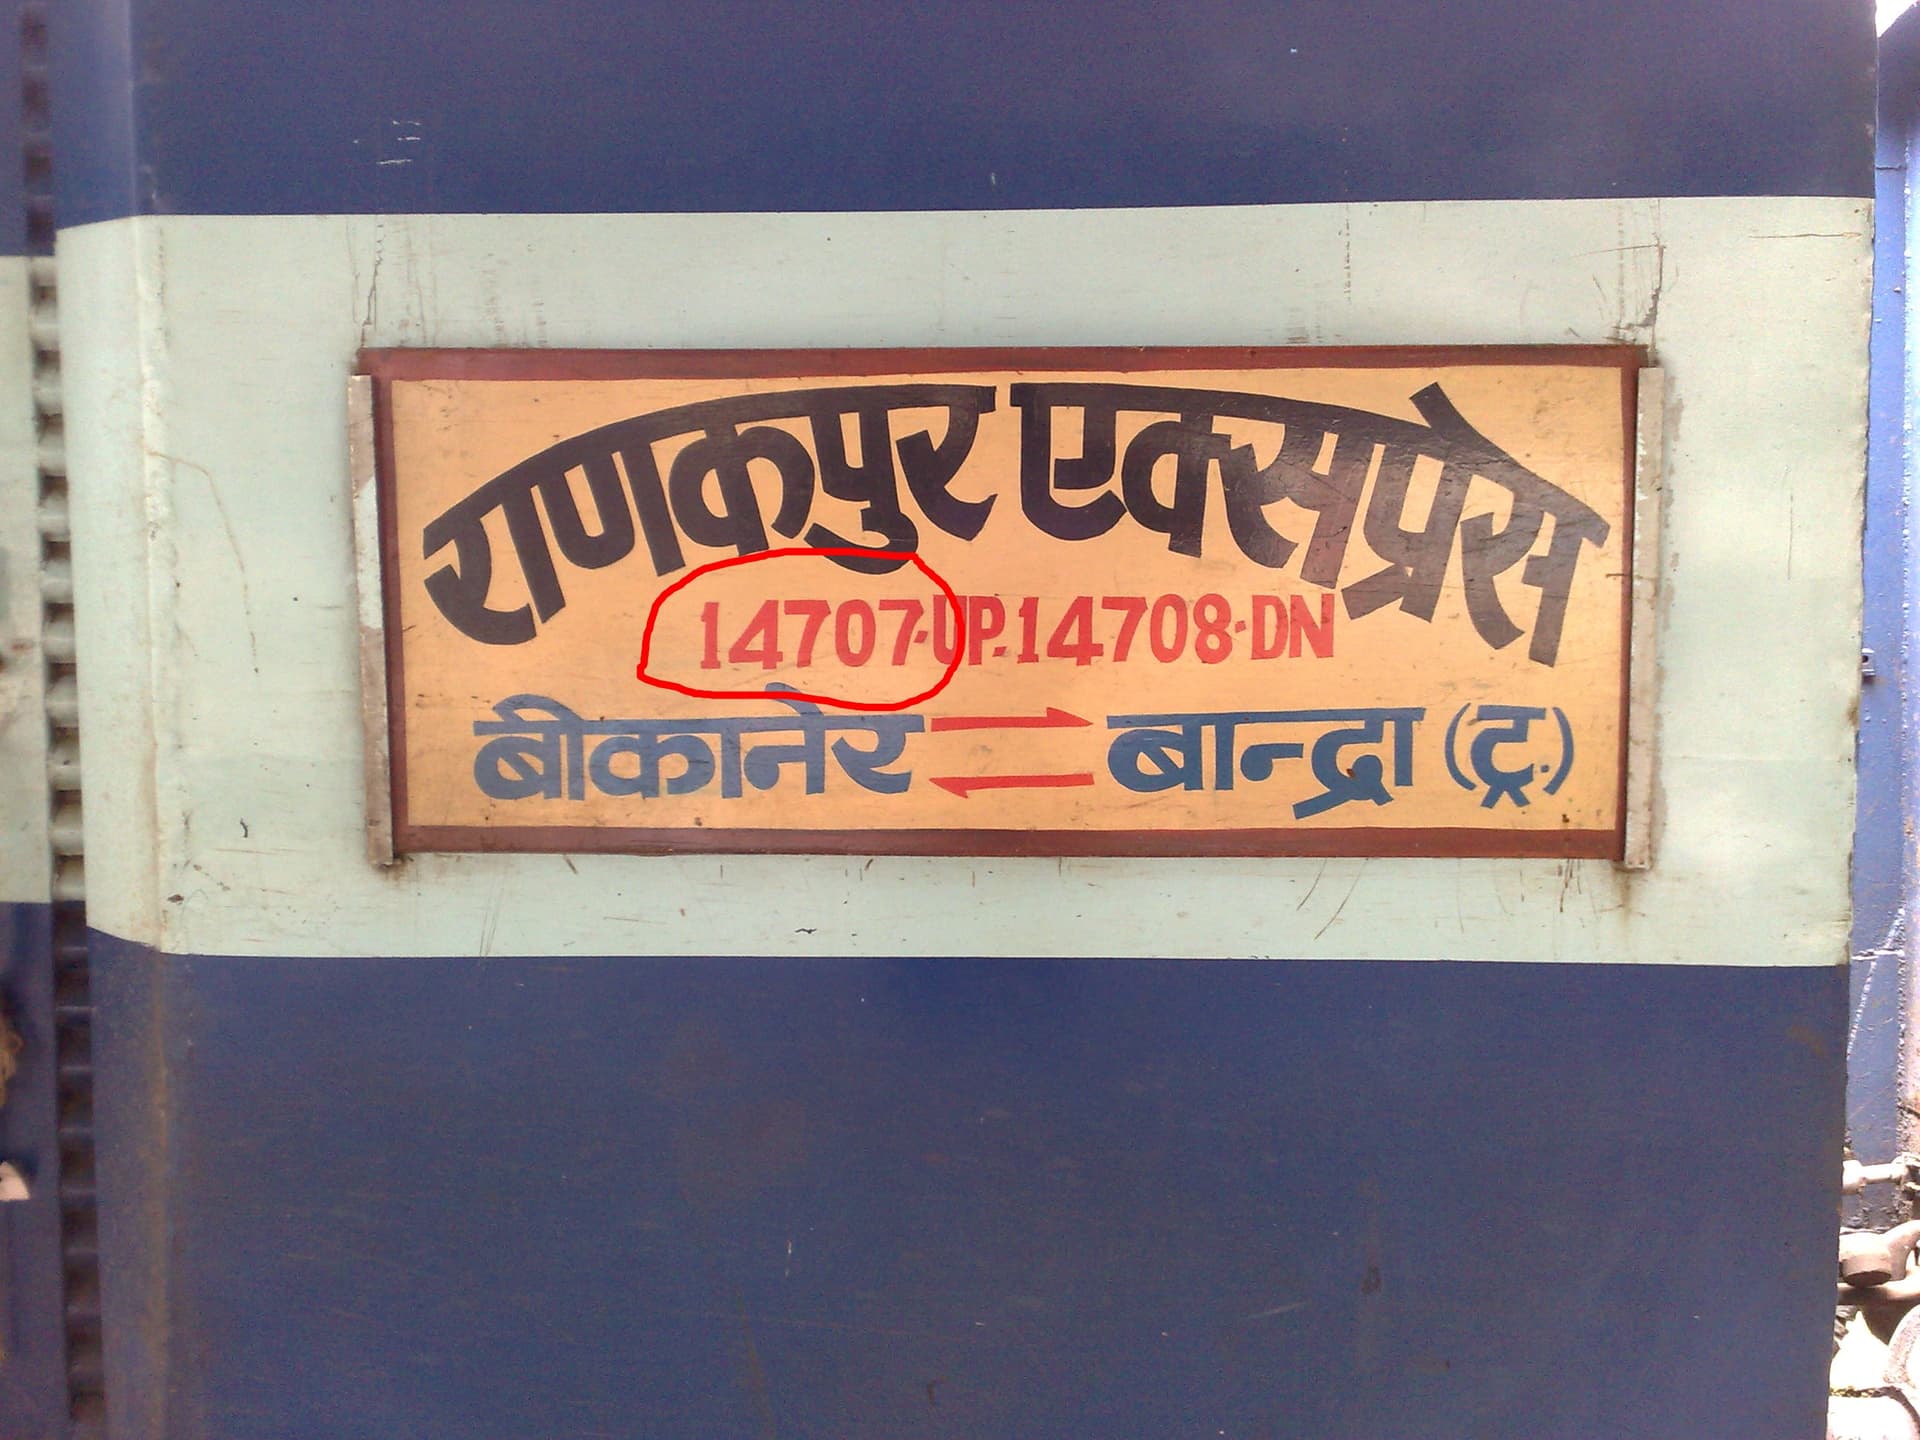 राणकपुर एक्सप्रेस
14707-UP. 14708-DN
बीकानेर बान्द्रा (ट्र.)